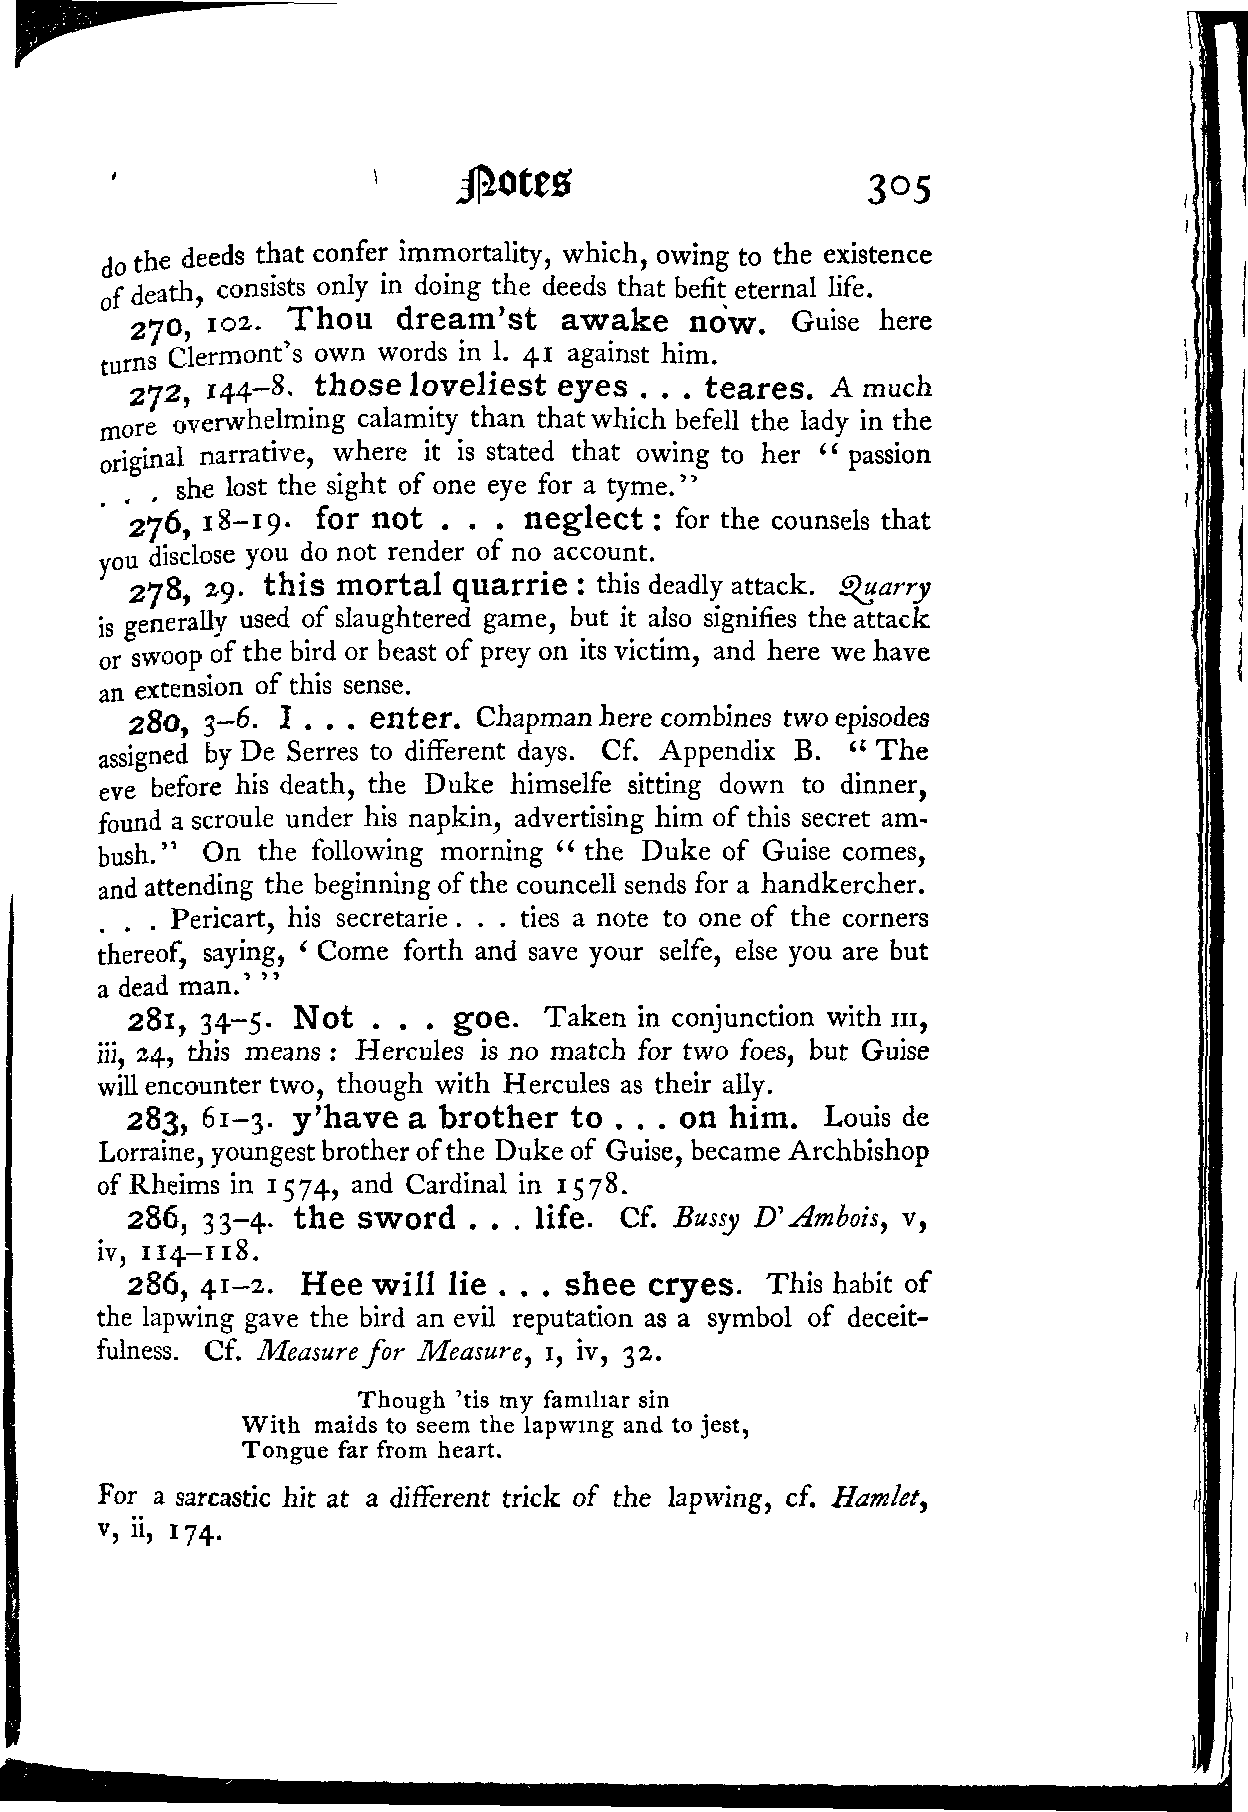 Notes 305
do the deeds that confer immortality, which, owing to the existence
of death, consists only in doing the deeds that befit eternal life.
270, 102. Thou dream'st awake now. Guise here
turns Clermont's own words in l. 41 against him.
272, 144–8. those loveliest eyes . . . teares. A much
more overwhelming calamity than that which befell the lady in the
original narrative, where it is stated that owing to her “ passion
. . . she lost the sight of one eye for a tyme.”
276, 18–19. for not . . . neglect : for the counsels that
you disclose you do not render of no account.
278, 29. this mortal quarrie : this deadly attack. Quarry
is generally used of slaughtered game, but it also signifies the attack
or swoop of the bird or beast of prey on its victim, and here we have
an extension of this sense.
280, 3–6. I . . . enter. Chapman here combines two episodes
assigned by De Serres to different days. Cf. Appendix B. “ The
eve before his death, the Duke himselfe sitting down to dinner,
found a scroule under his napkin, advertising him of this secret am-
bush.” On the following morning “ the Duke of Guise comes,
and attending the beginning of the councell sends for a handkercher.
. . . Pericart, his secretarie . . . ties a note to one of the corners
thereof, saying, ‘ Come forth and save your selfe, else you are but
a dead man.’ ”
281, 34–5. Not . . . goe. Taken in conjunction with III,
iii, 24, this means : Hercules is no match for two foes, but Guise
will encounter two, though with Hercules as their ally.
283, 61–3. y'have a brother to . . . on him. Louis de
Lorraine, youngest brother of the Duke of Guise, became Archbishop
of Rheims in 1574, and Cardinal in 1578.
286, 33–4. the sword . . . life. Cf. Bussy D'Ambois, v,
iv, 114–118.
286, 41–2. Hee will lie . . . shee cryes. This habit of
the lapwing gave the bird an evil reputation as a symbol of deceit-
fulness. Cf. Measure for Measure, I, iv, 32.
Though 'tis my familiar sin
With maids to seem the lapwing and to jest,
Tongue far from heart.
For a sarcastic hit at a different trick of the lapwing, cf. Hamlet,
v, ii, 174.